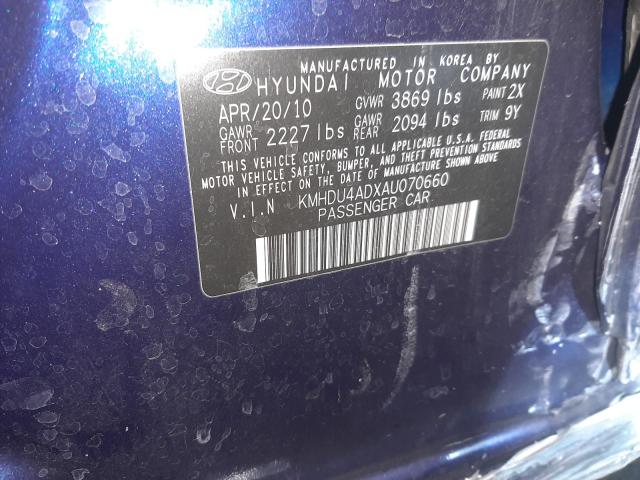 MANUFACTURED IN KOREA BY
HYUNDAI MOTOR COMPANY
APR/20/10 GVWR 3869 lbs PAINT 2X
GAWR FRONT 2227 lbs GAWR REAR 2094 lbs TRIM 9Y
THIS VEHICLE CONFORMS TO ALL APPLICABLE U.S.A. FEDERAL
MOTOR VEHICLE SAFETY, BUMPER, AND THEFT PREVENTION
STANDARDS IN EFFECT ON THE DATE OF MANUFACTURE SHOWN ABOVE.
V.I.N KMHDU4ADXAU070660
PASSENGER CAR